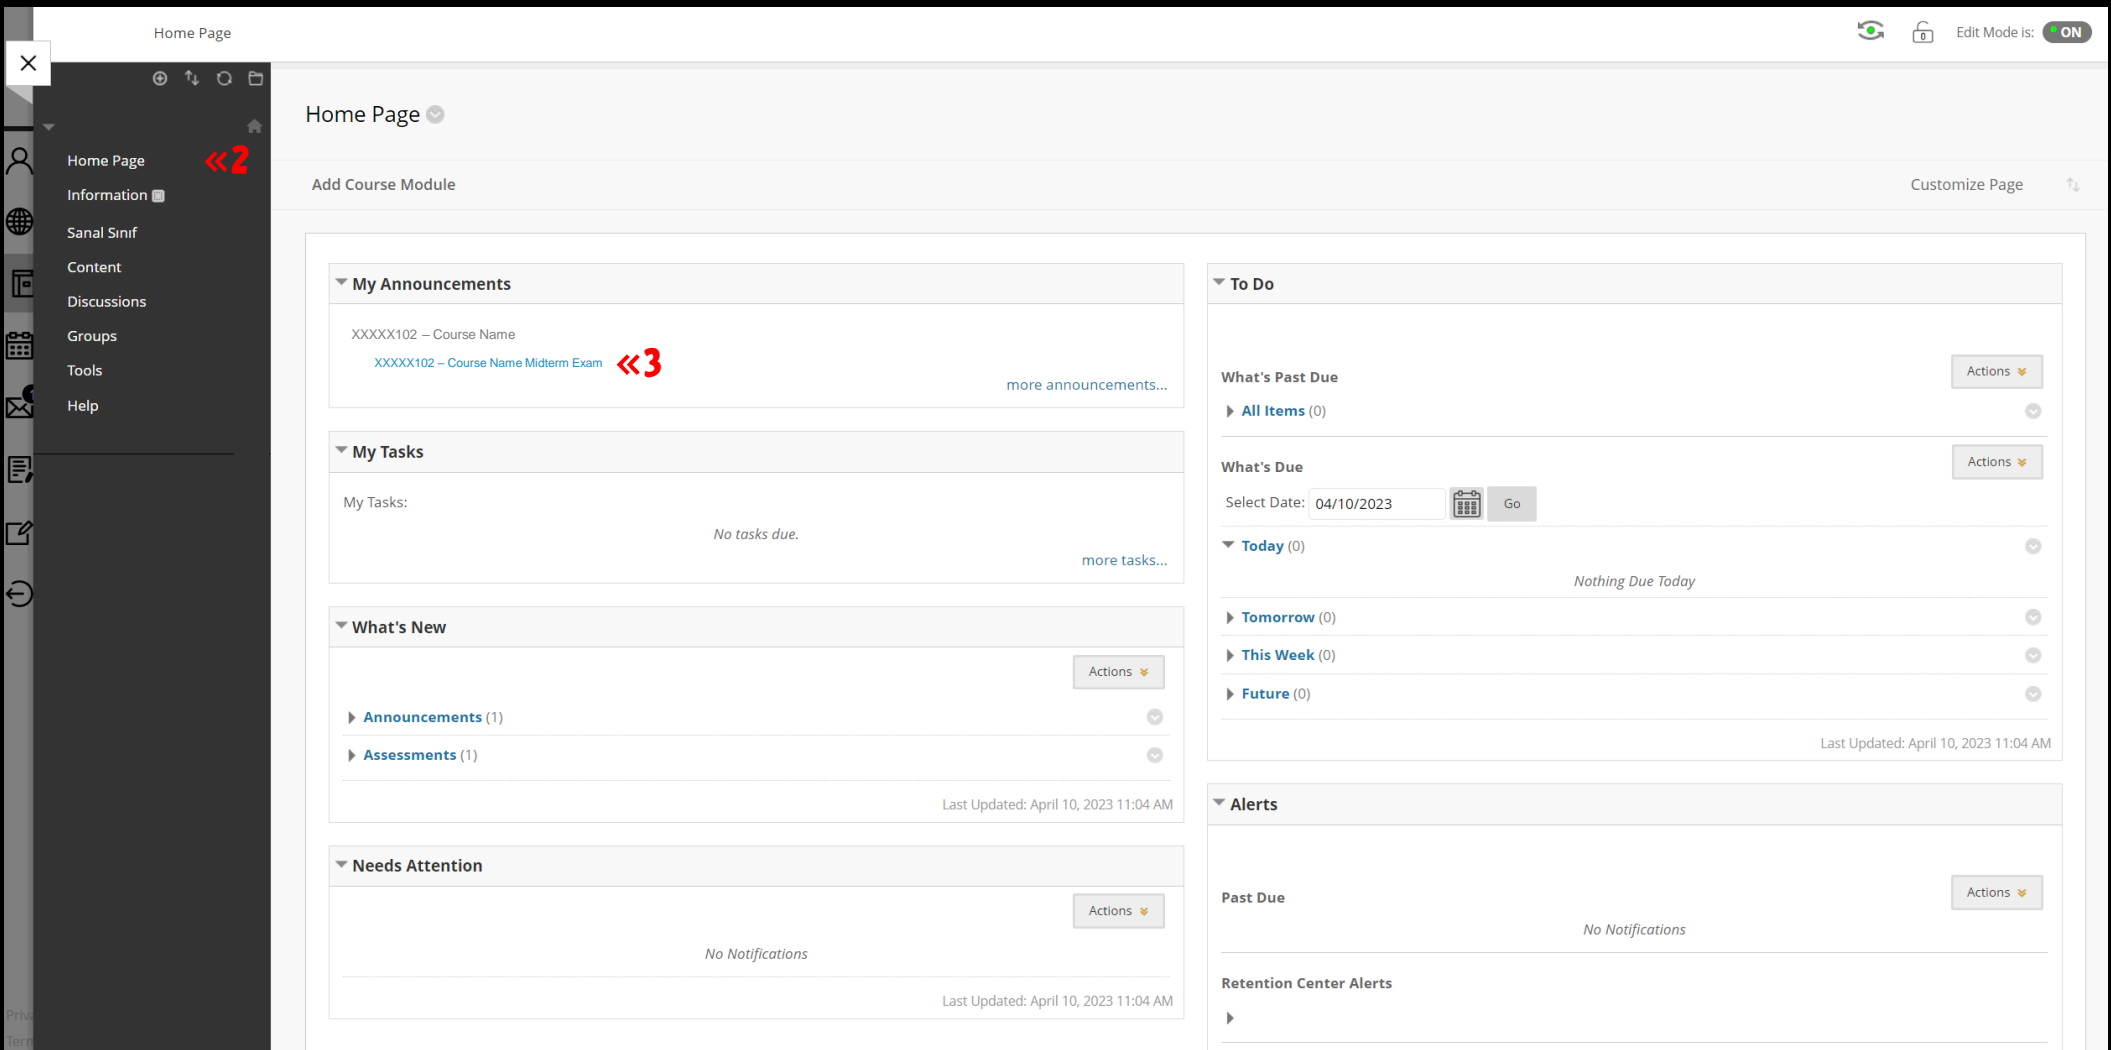 Home Page
Edit Mode is: ON
Home Page
Home Page «2
Information
Sanal Sınıf
Content
Discussions
Groups
Tools
Help
Add Course Module
Customize Page
My Announcements
XXXXX102 – Course Name
XXXXX102 – Course Name Midterm Exam «3
more announcements...
My Tasks
My Tasks:
No tasks due.
more tasks...
What's New
Actions
Announcements (1)
Assessments (1)
Last Updated: April 10, 2023 11:04 AM
Needs Attention
Actions
No Notifications
Last Updated: April 10, 2023 11:04 AM
To Do
What's Past Due
Actions
All Items (0)
What's Due
Actions
Select Date: 04/10/2023 Go
Today (0)
Nothing Due Today
Tomorrow (0)
This Week (0)
Future (0)
Last Updated: April 10, 2023 11:04 AM
Alerts
Past Due
Actions
No Notifications
Retention Center Alerts